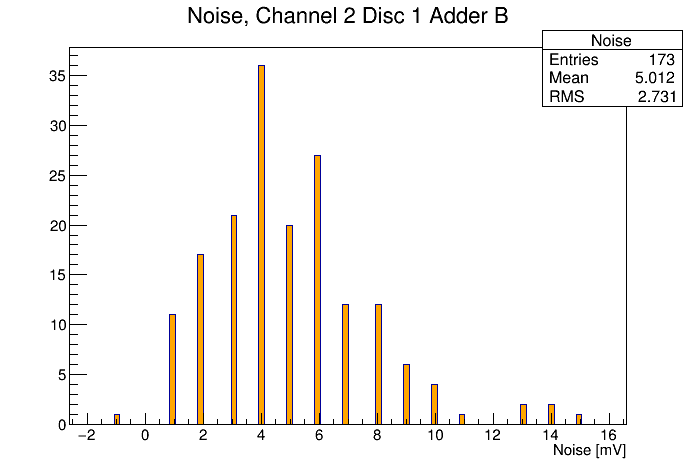 Noise, Channel 2 Disc 1 Adder B
Noise
Entries 173
Mean 5.012
RMS 2.731
35
30
25
20
15
10
5
0
−2 0 2 4 6 8 10 12 14 16
Noise [mV]